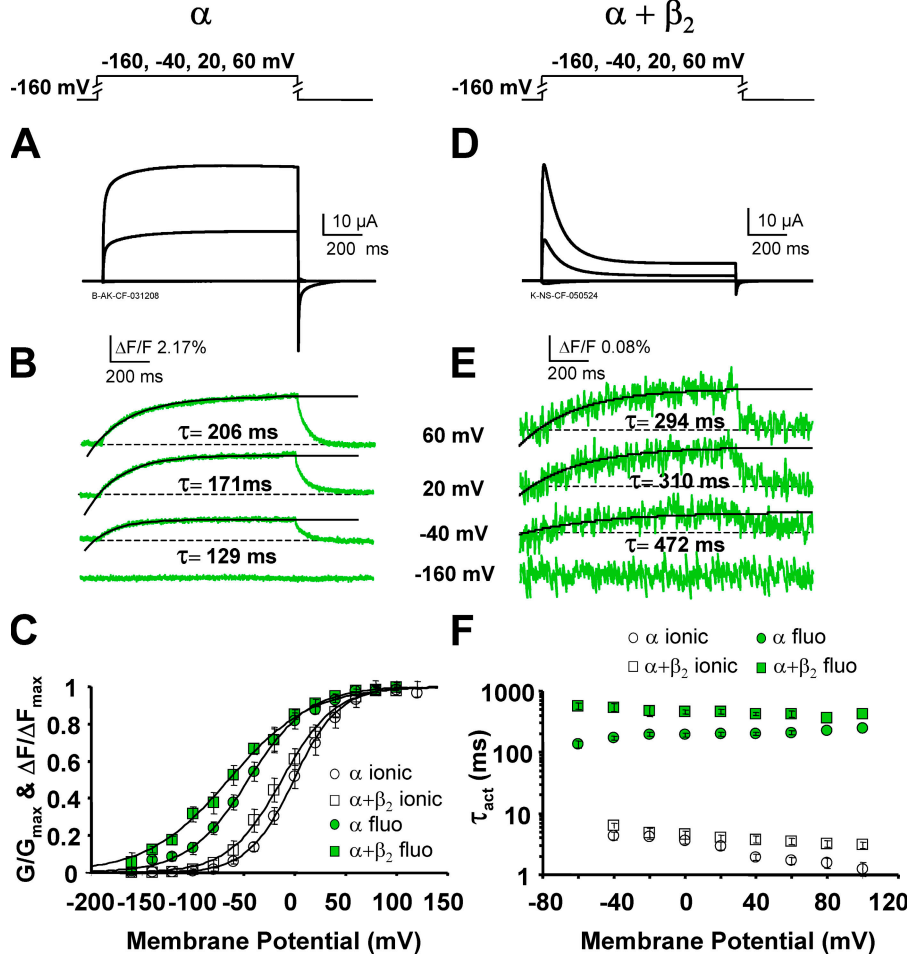 α
α + β₂
-160, -40, 20, 60 mV
-160 mV
-160, -40, 20, 60 mV
-160 mV
A
10 µA
200 ms
B-AK-CF-031208
D
10 µA
200 ms
K-NS-CF-050524
B
ΔF/F 2.17%
200 ms
τ= 206 ms
τ= 171ms
τ= 129 ms
60 mV
20 mV
-40 mV
-160 mV
E
ΔF/F 0.08%
200 ms
τ= 294 ms
τ= 310 ms
τ= 472 ms
C
G/Gmax & ΔF/ΔFmax
1
0.8
0.6
0.4
0.2
0
α ionic
α+β₂ ionic
α fluo
α+β₂ fluo
-200 -150 -100 -50 0 50 100 150
Membrane Potential (mV)
F
α ionic
α fluo
α+β₂ ionic
α+β₂ fluo
τact (ms)
1000
100
10
1
-80 -40 0 40 80 120
Membrane Potential (mV)